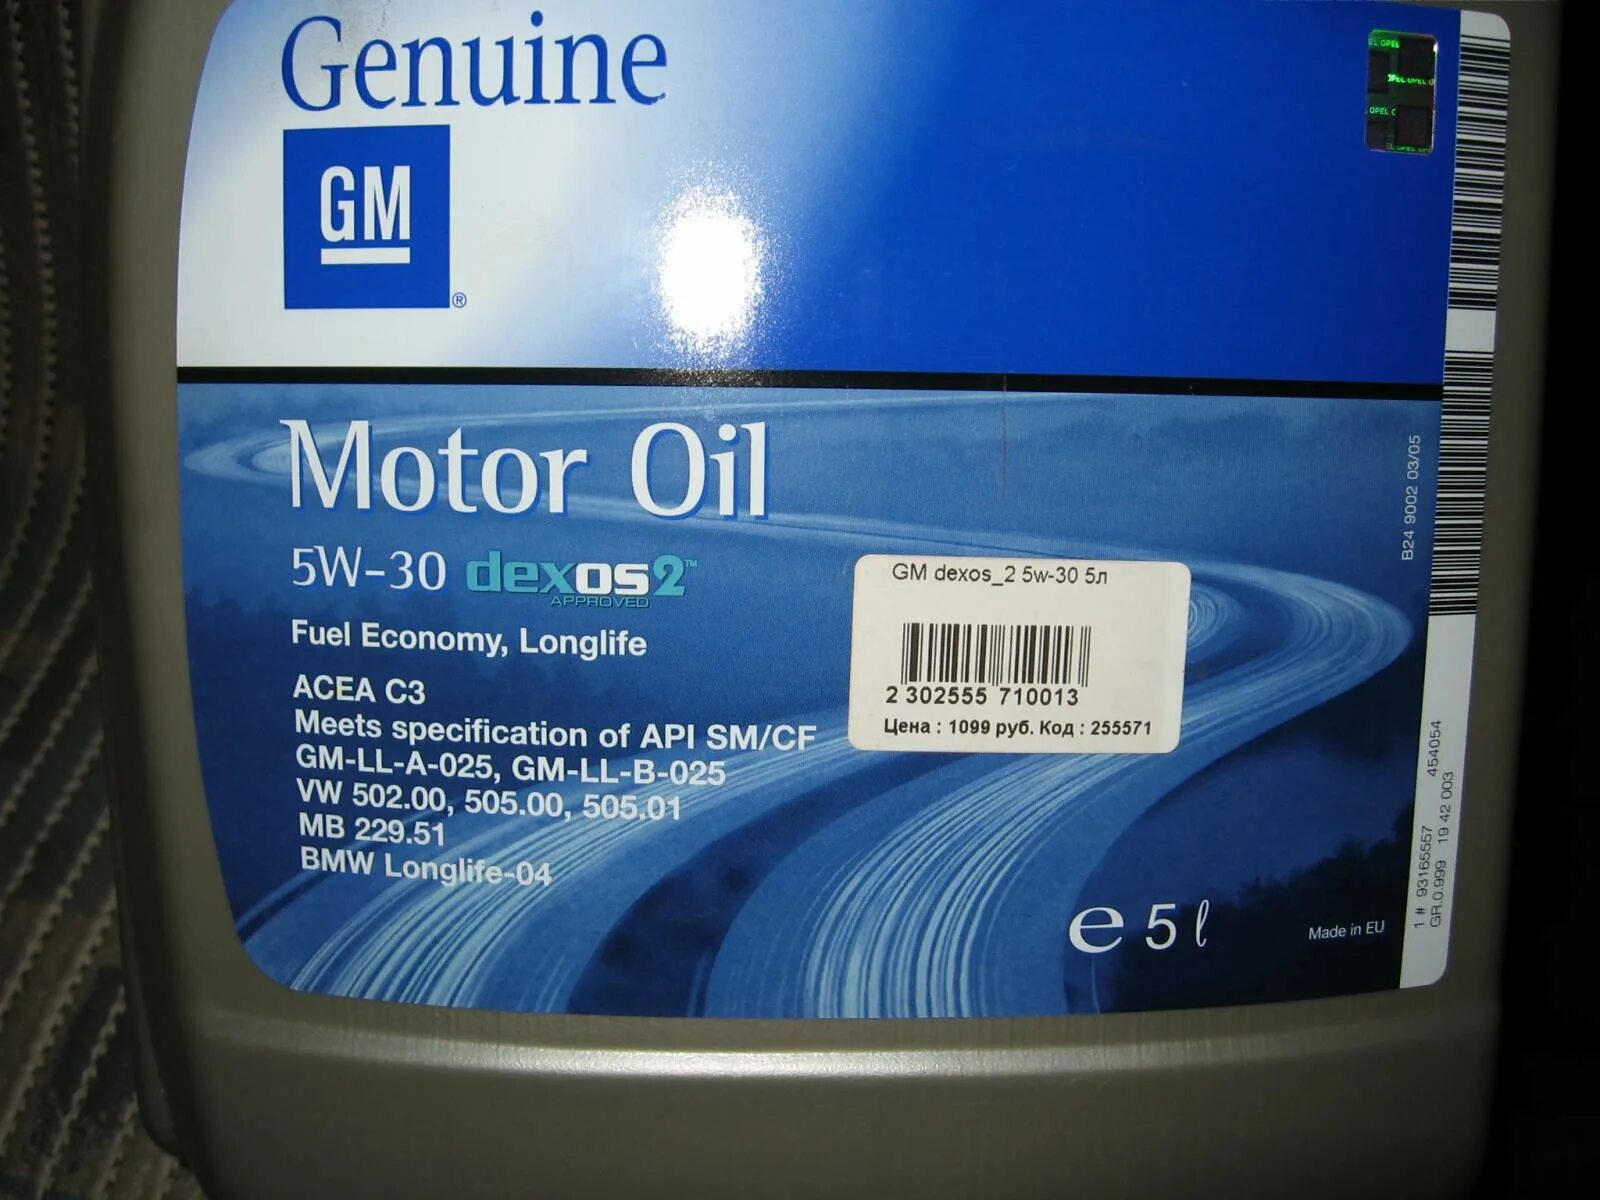 Genuine
GM
®
Motor Oil
5W-30 dexos2™
APPROVED
Fuel Economy, Longlife
ACEA C3
Meets specification of API SM/CF
GM-LL-A-025, GM-LL-B-025
VW 502.00, 505.00, 505.01
MB 229.51
BMW Longlife-04
GM dexos_2 5w-30 5л
2 302555 710013
Цена : 1099 руб. Код : 255571
e 5 ℓ
Made in EU
B24 9002 03/05
1 # 93165557 454054
GR.0.999 19 42 003
OPEL